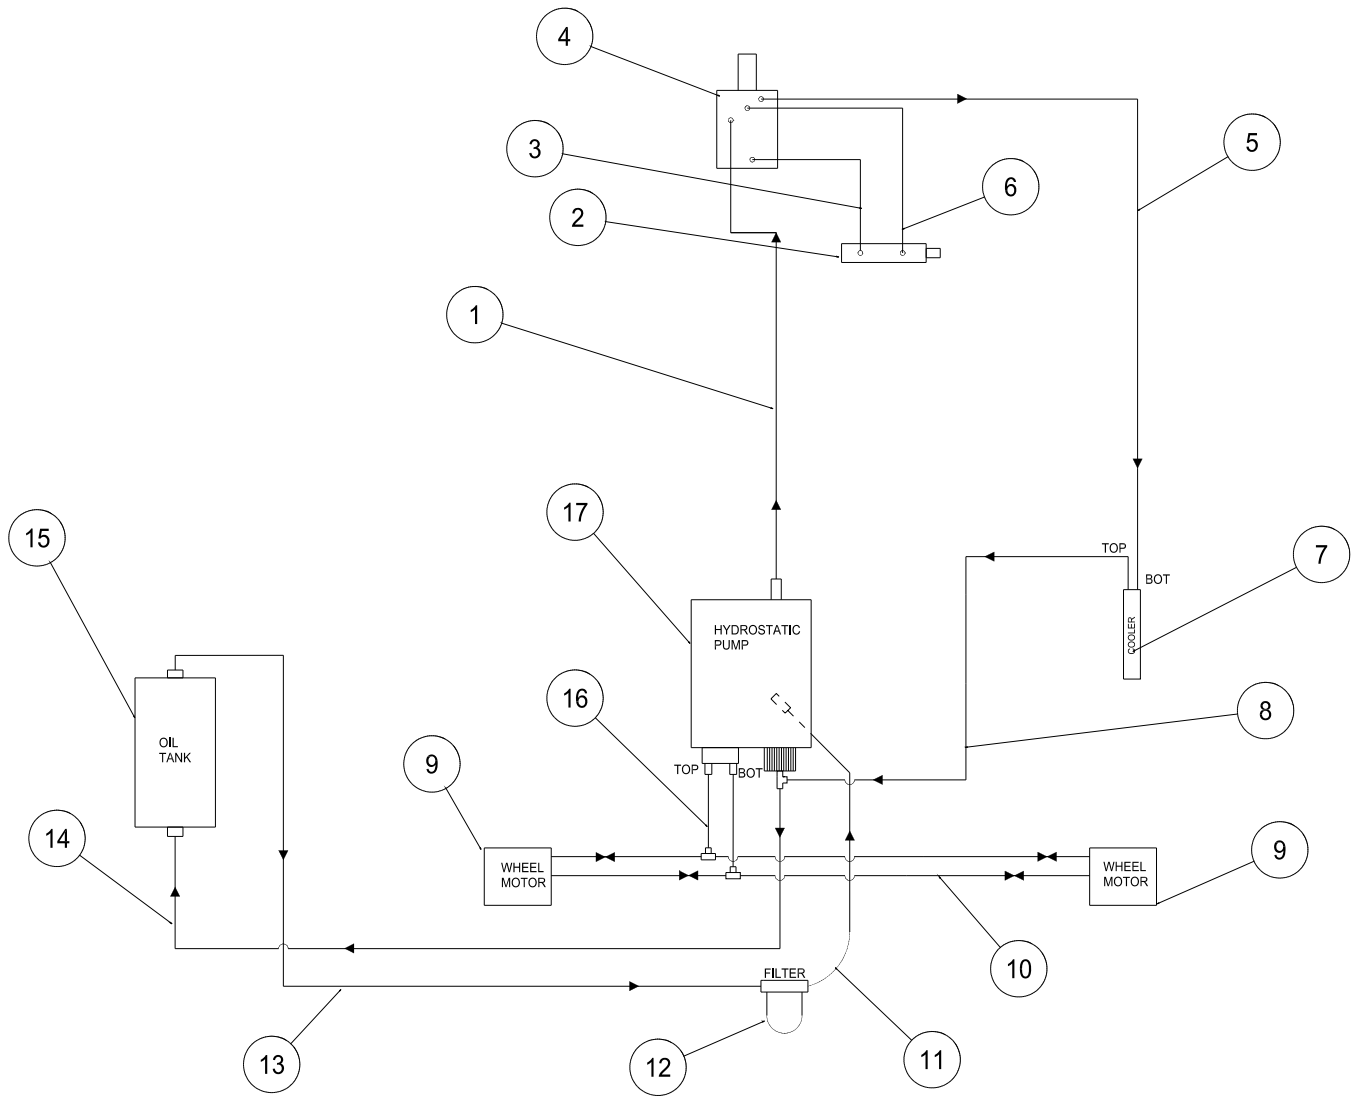 4
3
5
6
2
1
17
15
TOP
7
BOT
HYDROSTATIC
PUMP
COOLER
16
8
OIL
TANK
TOP
BOT
9
14
9
WHEEL
MOTOR
WHEEL
MOTOR
FILTER
10
13
12
11